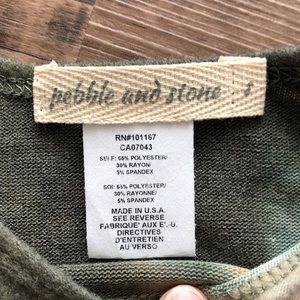 pebble and stone S
RN#101167
CA07043
SELF: 65% POLYESTER/
30% RAYON/
5% SPANDEX
SOI: 65% POLYESTER/
30% RAYONNE/
5% SPANDEX
MADE IN U.S.A.
SEE REVERSE
FABRIQUE' AUX E.-U.
DIRECTIVES
D'ENTRETIEN
AU VERSO